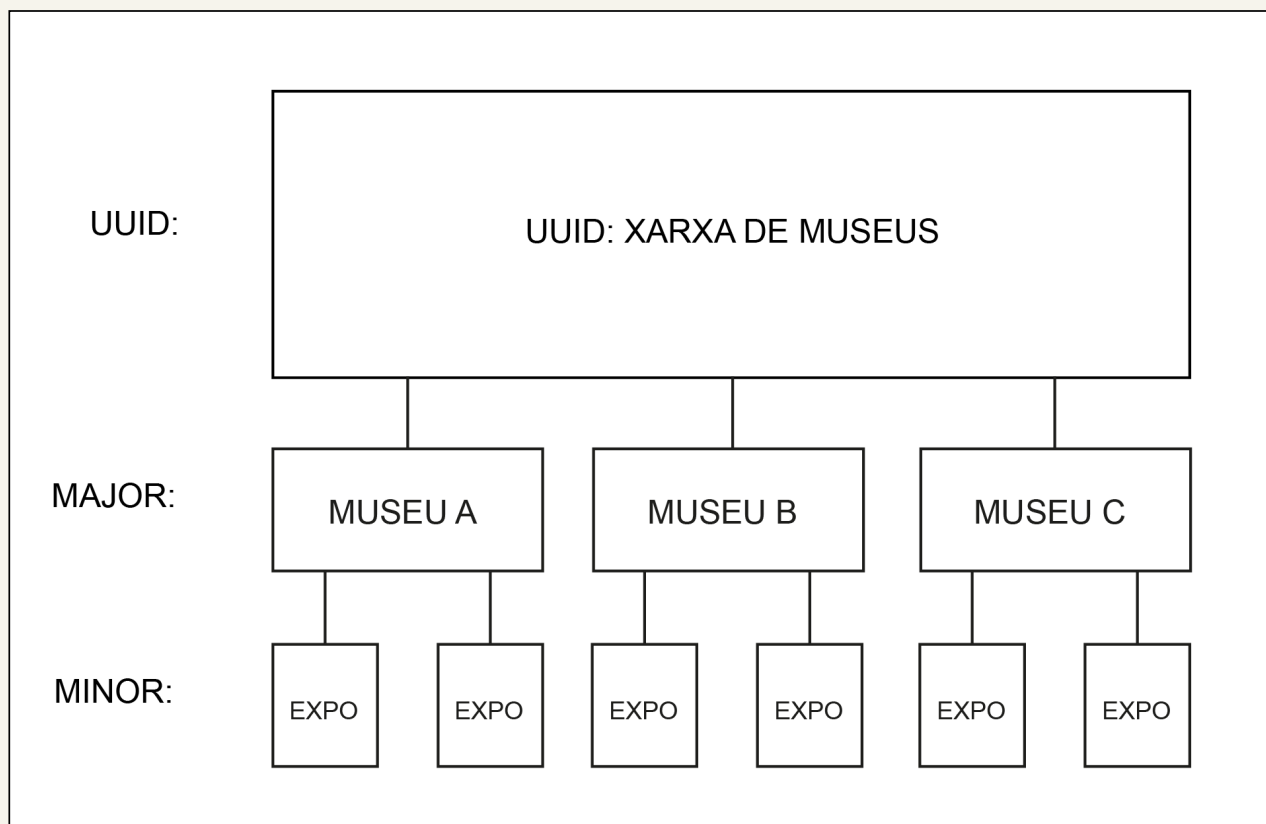 UUID:
UUID: XARXA DE MUSEUS
MAJOR:
MUSEU A
MUSEU B
MUSEU C
MINOR:
EXPO
EXPO
EXPO
EXPO
EXPO
EXPO